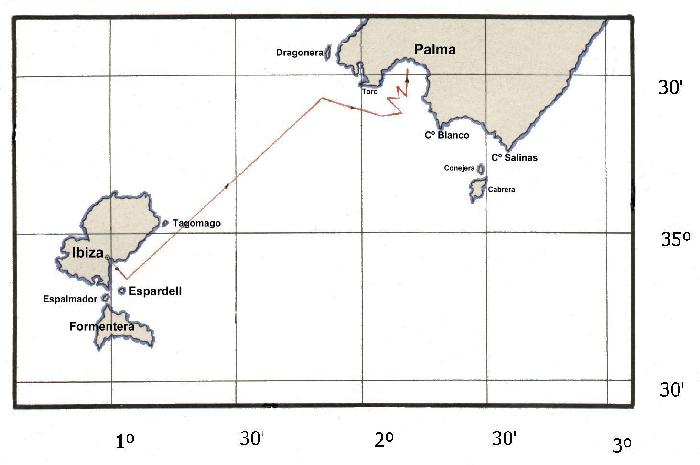 Dragonera
Palma
30'
Toro
Cº Blanco
Cº Salinas
Conejera
Cabrera
Tagomago
35º
Ibiza
Espardell
Espalmador
Formentera
30'
1º
30'
2º
30'
3º